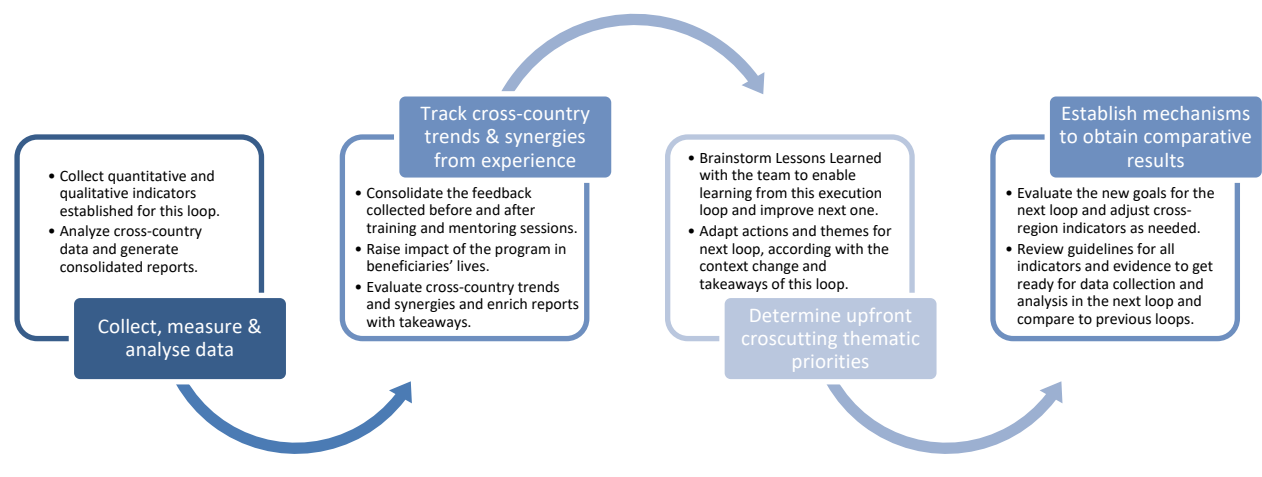 • Collect quantitative and
qualitative indicators
established for this loop.
• Analyze cross-country
data and generate
consolidated reports.
Collect, measure &
analyse data
Track cross-country
trends & synergies
from experience
• Consolidate the feedback
collected before and after
training and mentoring sessions.
• Raise impact of the program in
beneficiaries’ lives.
• Evaluate cross-country trends
and synergies and enrich reports
with takeaways.
• Brainstorm Lessons Learned
with the team to enable
learning from this execution
loop and improve next one.
• Adapt actions and themes for
next loop, according with the
context change and
takeaways of this loop.
Determine upfront
croscutting thematic
priorities
Establish mechanisms
to obtain comparative
results
• Evaluate the new goals for the
next loop and adjust cross-
region indicators as needed.
• Review guidelines for all
indicators and evidence to get
ready for data collection and
analysis in the next loop and
compare to previous loops.